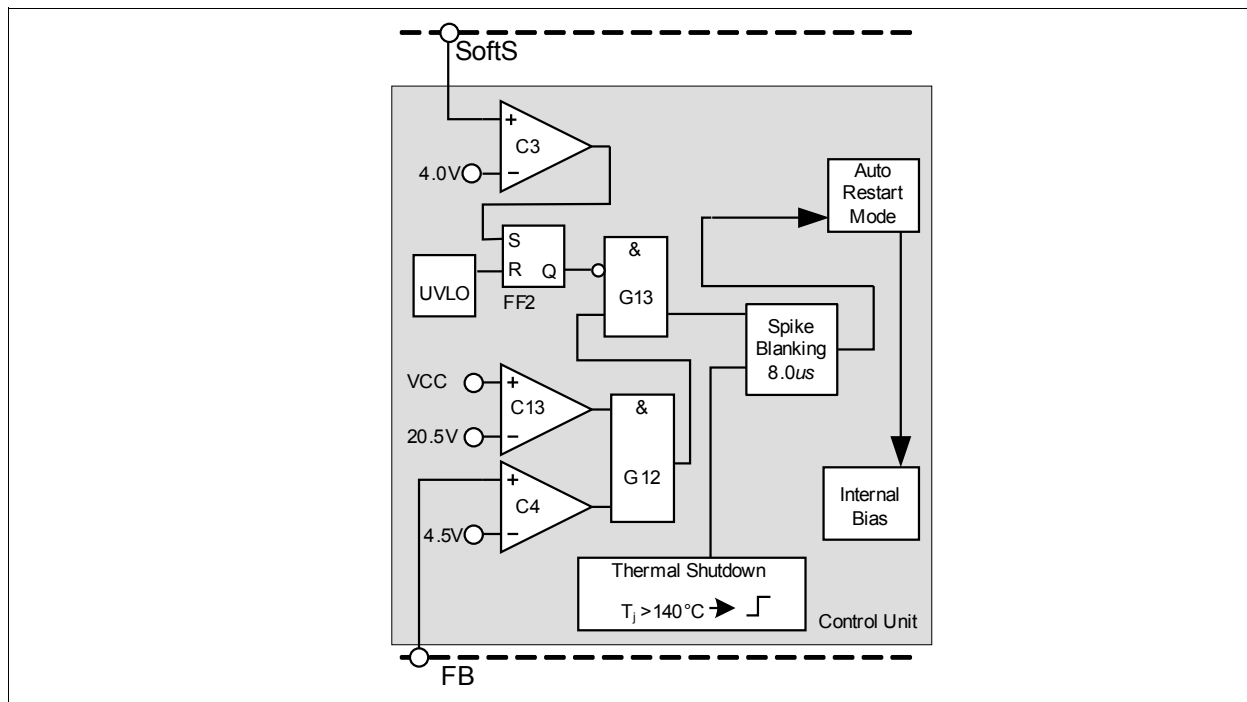 SoftS
+
C3
4.0V
−
Auto
Restart
Mode
S
R Q
&
UVLO
FF2
G13
Spike
Blanking
8.0us
VCC
+
C13
&
20.5V
−
+
G12
C4
4.5V
−
Internal
Bias
Thermal Shutdown
Tj >140°C
Control Unit
FB